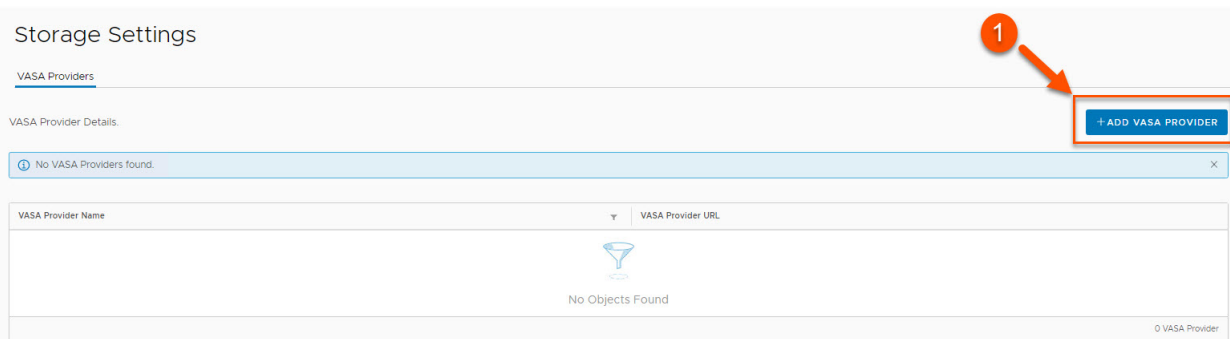 Storage Settings
1
VASA Providers
VASA Provider Details.
+ADD VASA PROVIDER
No VASA Providers found.
VASA Provider Name
VASA Provider URL
No Objects Found
0 VASA Provider